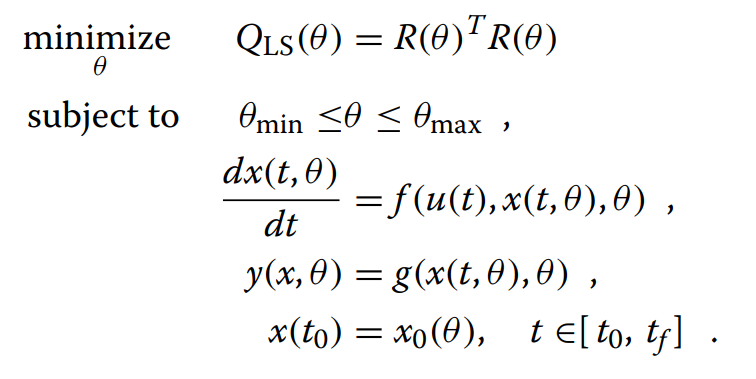 minimize Q_LS(θ) = R(θ)^T R(θ)
θ
subject to θ_min ≤ θ ≤ θ_max ,
dx(t, θ)/dt = f(u(t), x(t, θ), θ) ,
y(x, θ) = g(x(t, θ), θ) ,
x(t_0) = x_0(θ), t ∈ [ t_0, t_f ] .